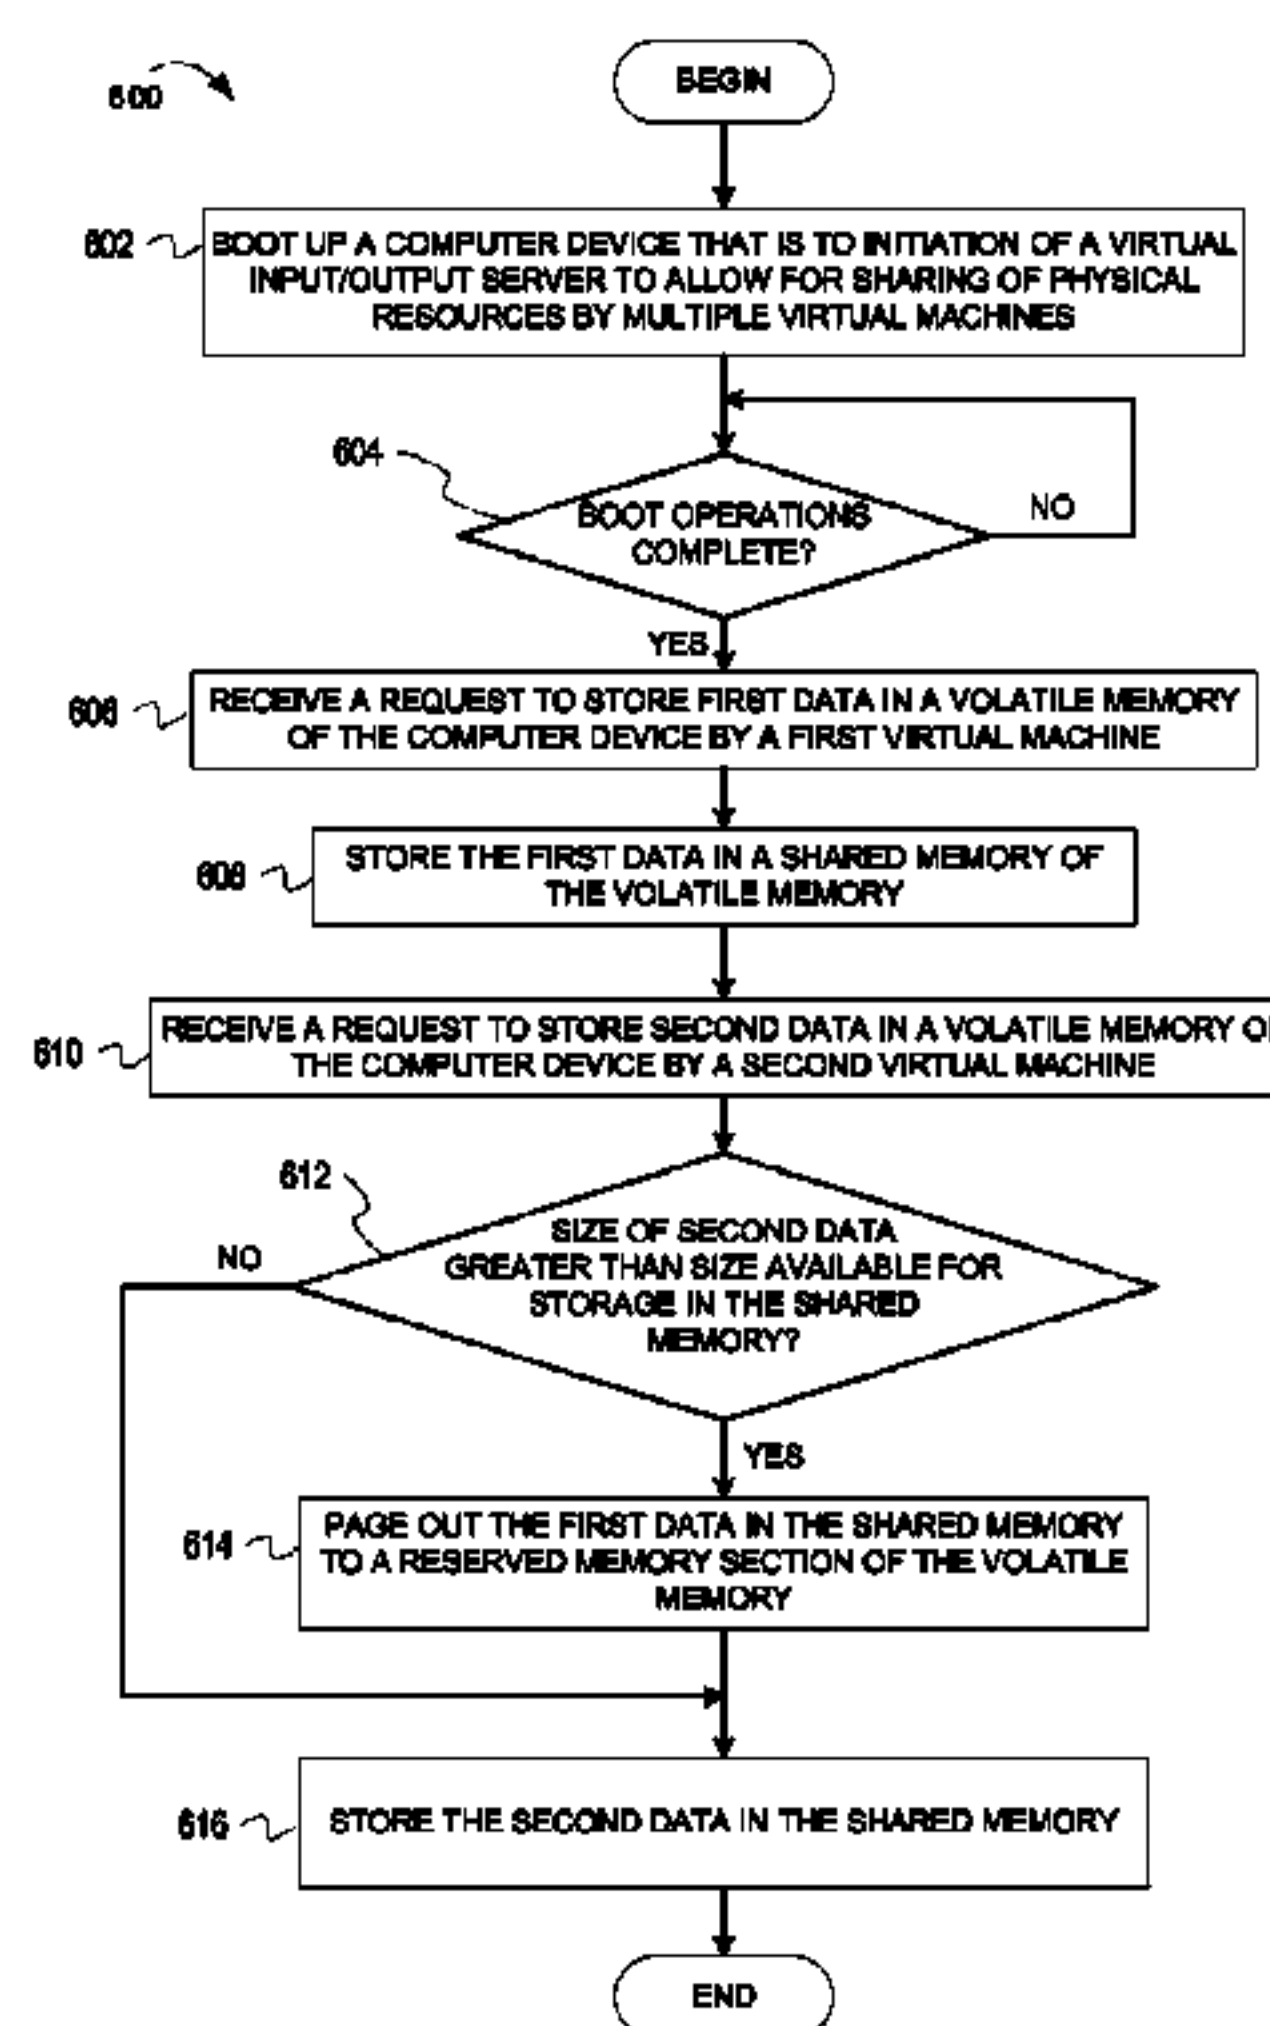 600
BEGIN
602
BOOT UP A COMPUTER DEVICE THAT IS TO INITIATION OF A VIRTUAL
INPUT/OUTPUT SERVER TO ALLOW FOR SHARING OF PHYSICAL
RESOURCES BY MULTIPLE VIRTUAL MACHINES
604
BOOT OPERATIONS
COMPLETE?
NO
YES
606
RECEIVE A REQUEST TO STORE FIRST DATA IN A VOLATILE MEMORY
OF THE COMPUTER DEVICE BY A FIRST VIRTUAL MACHINE
608
STORE THE FIRST DATA IN A SHARED MEMORY OF
THE VOLATILE MEMORY
610
RECEIVE A REQUEST TO STORE SECOND DATA IN A VOLATILE MEMORY
THE COMPUTER DEVICE BY A SECOND VIRTUAL MACHINE
612
NO
SIZE OF SECOND DATA
GREATER THAN SIZE AVAILABLE FOR
STORAGE IN THE SHARED
MEMORY?
YES
614
PAGE OUT THE FIRST DATA IN THE SHARED MEMORY
TO A RESERVED MEMORY SECTION OF THE VOLATILE
MEMORY
616
STORE THE SECOND DATA IN THE SHARED MEMORY
END